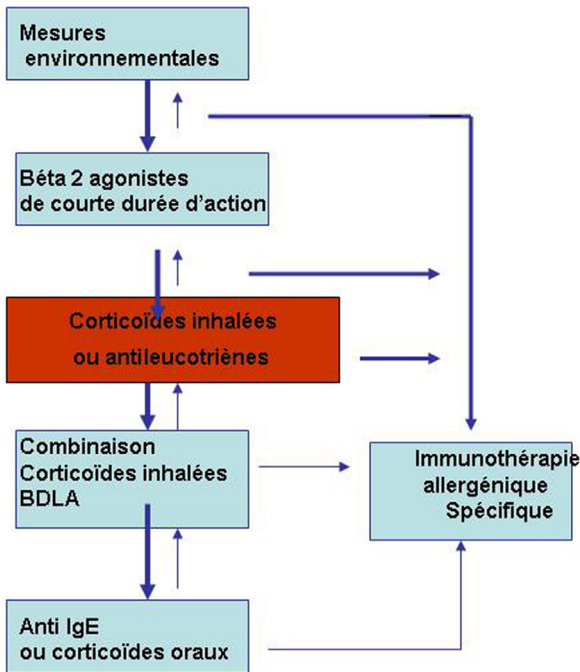 Mesures
environnementales
Béta 2 agonistes
de courte durée d'action
Corticoïdes inhalées
ou antileucotriènes
Combinaison
Corticoïdes inhalées
BDLA
Immunothérapie
allergénique
Spécifique
Anti IgE
ou corticoïdes oraux